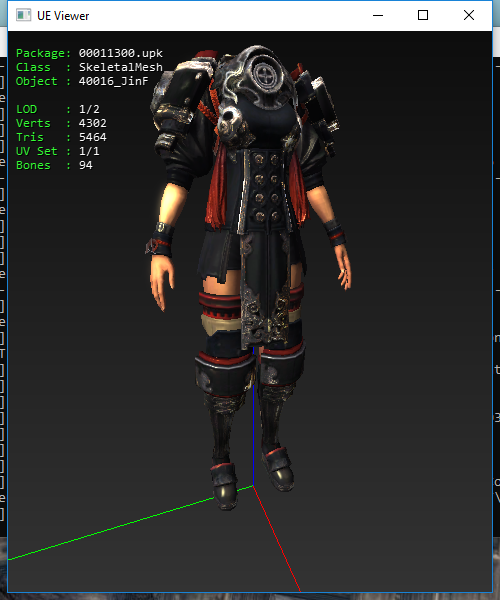 UE Viewer
Package: 00011300.upk
Class  : SkeletalMesh
Object : 40016_JinF
LOD    : 1/2
Verts  : 4302
Tris   : 5464
UV Set : 1/1
Bones  : 94